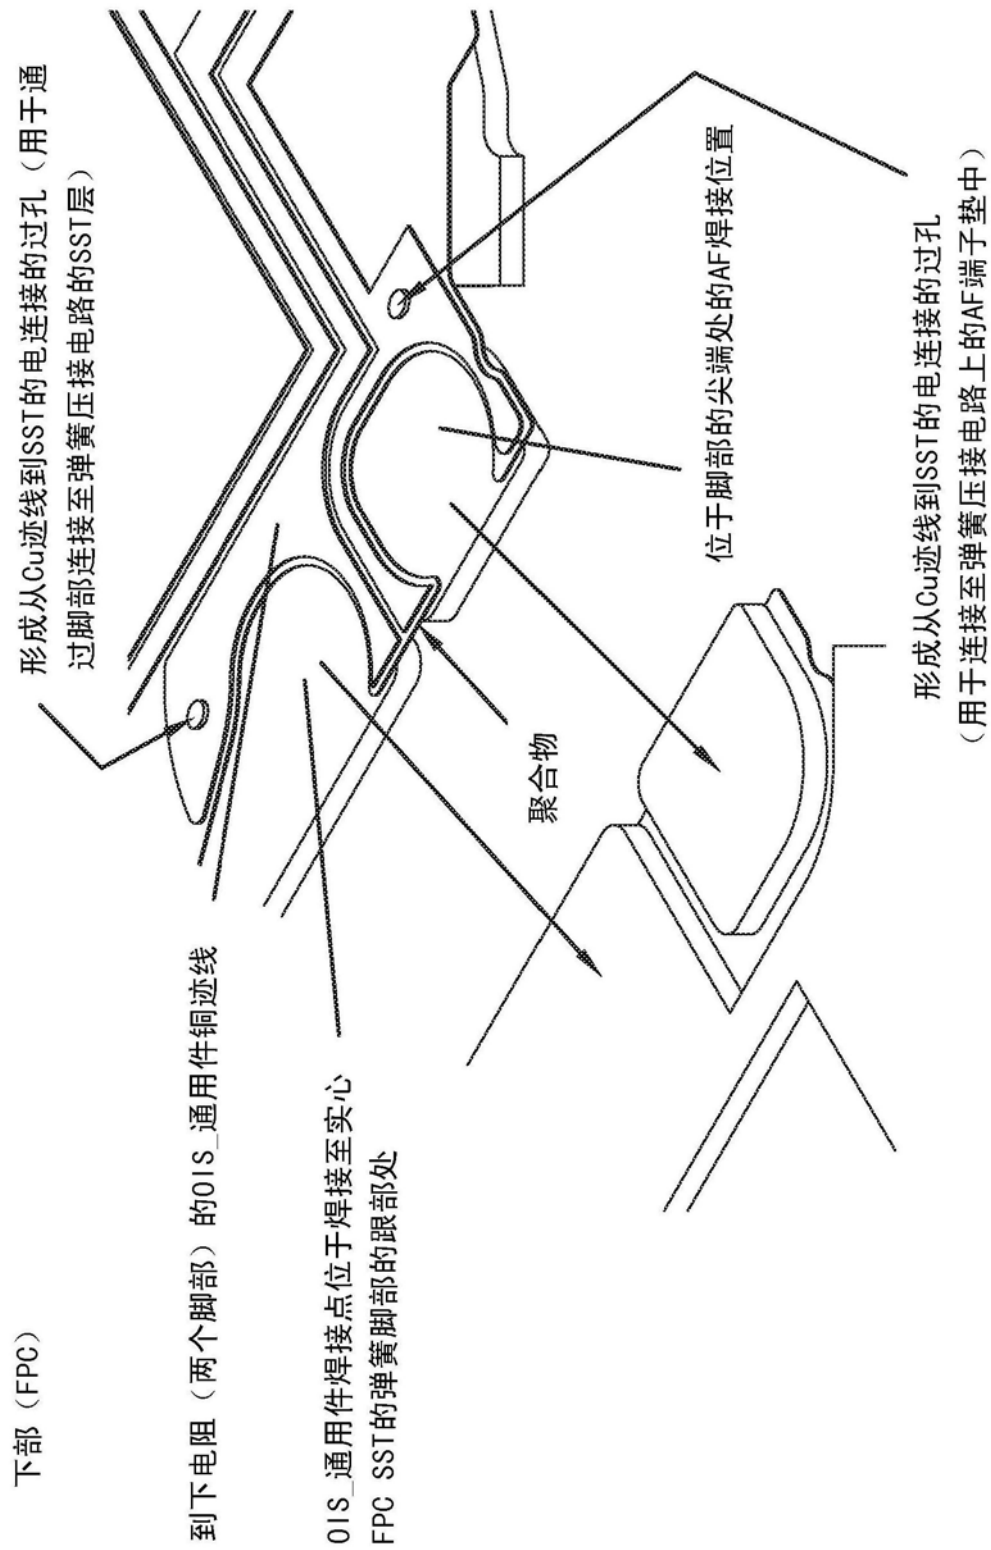 下部（FPC）
形成从Cu迹线到SST的电连接的过孔（用于通
过脚部连接至弹簧压接电路的SST层）
到下电阻（两个脚部）的OIS_通用件铜迹线
OIS_通用件焊接点位于焊接至实心
FPC SST的弹簧脚部的跟部处
聚合物
位于脚部的尖端处的AF焊接位置
形成从Cu迹线到SST的电连接的过孔
（用于连接至弹簧压接电路上的AF端子垫中）